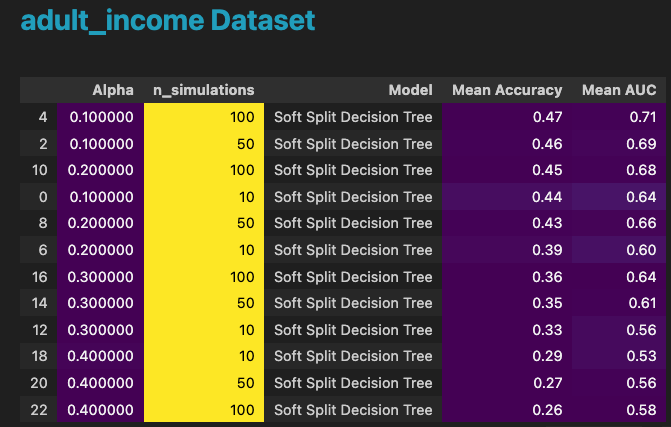 adult_income Dataset
Alpha n_simulations Model Mean Accuracy Mean AUC
4 0.100000 100 Soft Split Decision Tree 0.47 0.71
2 0.100000 50 Soft Split Decision Tree 0.46 0.69
10 0.200000 100 Soft Split Decision Tree 0.45 0.68
0 0.100000 10 Soft Split Decision Tree 0.44 0.64
8 0.200000 50 Soft Split Decision Tree 0.43 0.66
6 0.200000 10 Soft Split Decision Tree 0.39 0.60
16 0.300000 100 Soft Split Decision Tree 0.36 0.64
14 0.300000 50 Soft Split Decision Tree 0.35 0.61
12 0.300000 10 Soft Split Decision Tree 0.33 0.56
18 0.400000 10 Soft Split Decision Tree 0.29 0.53
20 0.400000 50 Soft Split Decision Tree 0.27 0.56
22 0.400000 100 Soft Split Decision Tree 0.26 0.58